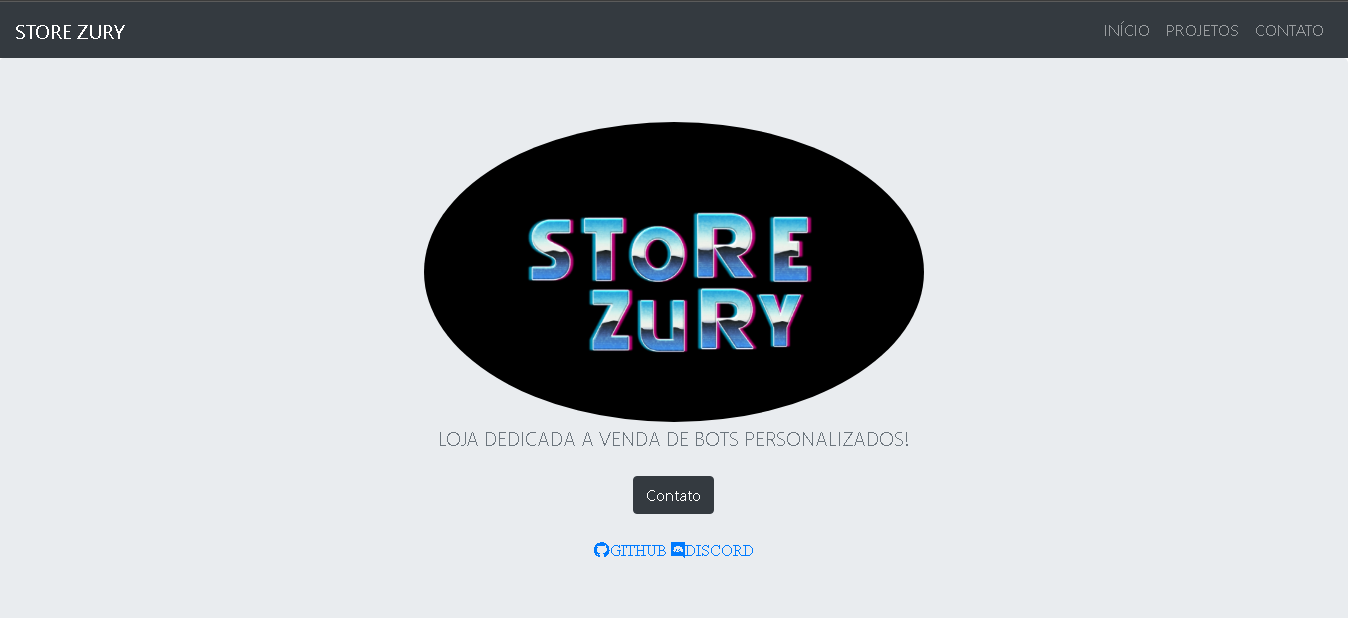 STORE ZURY INÍCIO PROJETOS CONTATO
SToRE
ZuRY
LOJA DEDICADA A VENDA DE BOTS PERSONALIZADOS!
Contato
GITHUB DISCORD